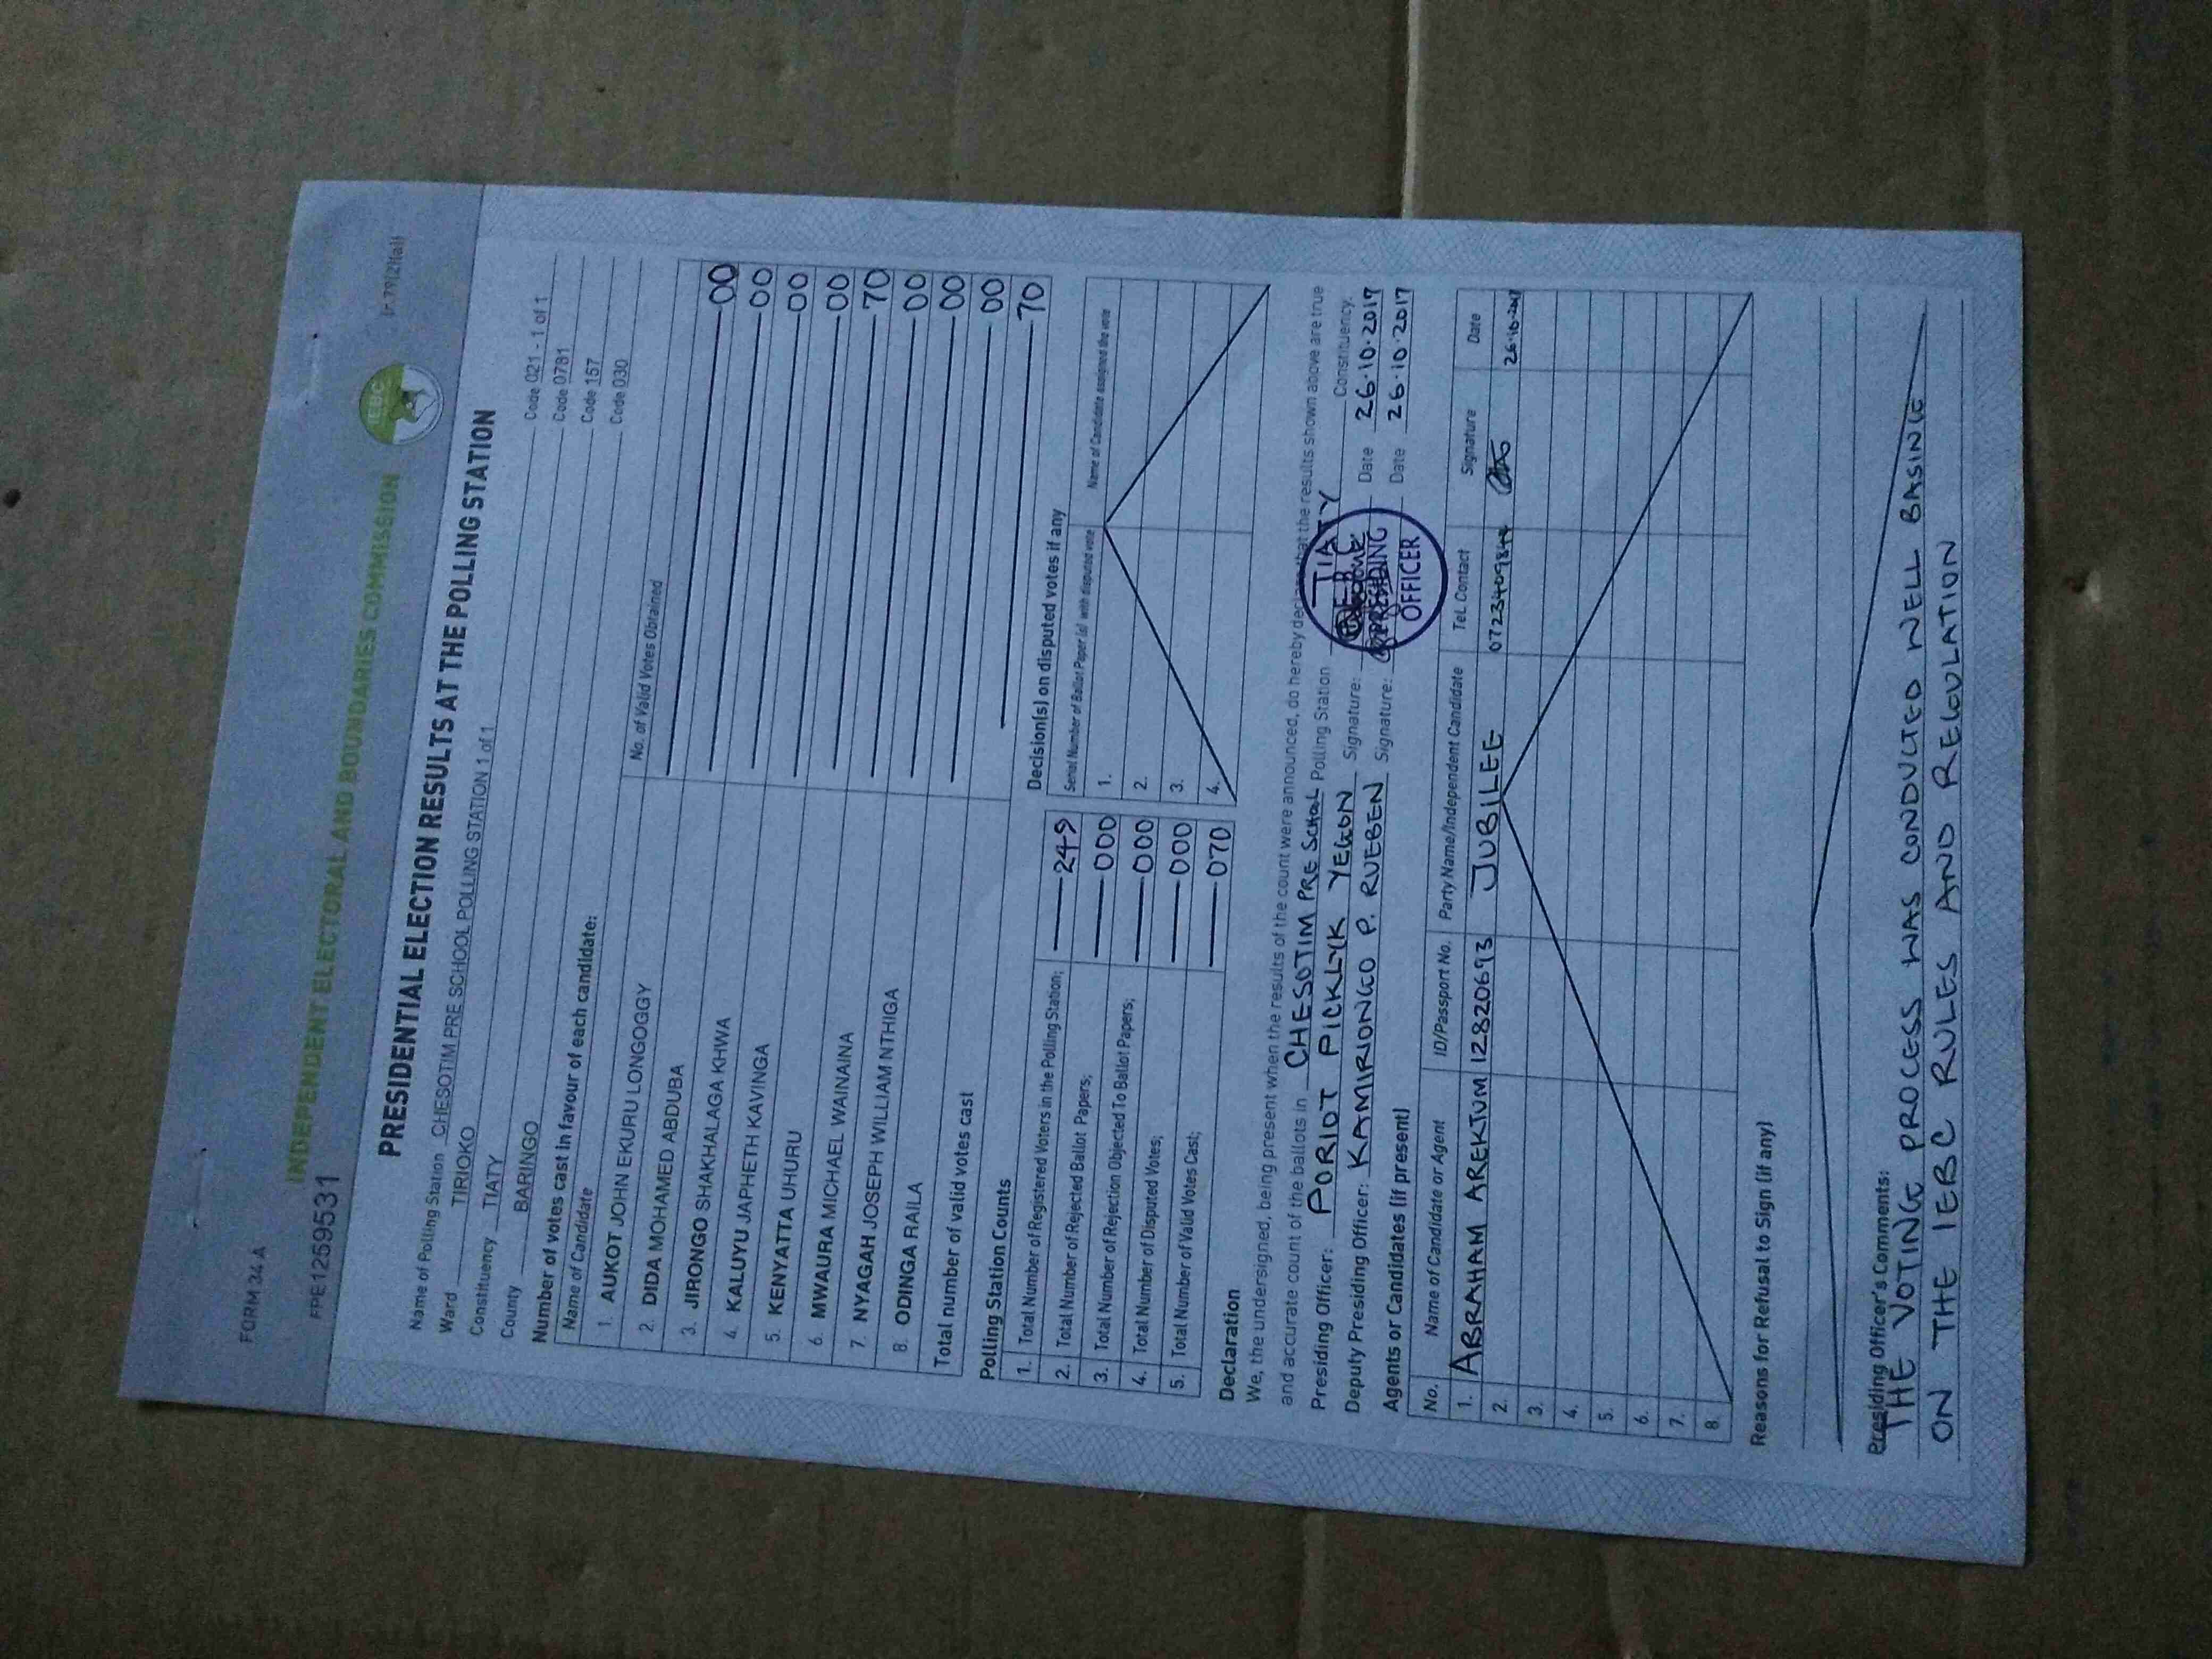 FORM 34 A
FPE1259531
(r.79(2)(a))
INDEPENDENT ELECTORAL AND BOUNDARIES COMMISSION
IEBC
PRESIDENTIAL ELECTION RESULTS AT THE POLLING STATION
Name of Polling Station CHESOTIM PRE SCHOOL POLLING STATION 1 of 1 Code 021 - 1 of 1
Ward TIRIOKO Code 0781
Constituency TIATY Code 157
County BARINGO Code 030
Number of votes cast in favour of each candidate:
Name of Candidate No. of Valid Votes Obtained
1. AUKOT JOHN EKURU LONGOGGY 00
2. DIDA MOHAMED ABDUBA 00
3. JIRONGO SHAKHALAGA KHWA 00
4. KALUYU JAPHETH KAVINGA 00
5. KENYATTA UHURU 70
6. MWAURA MICHAEL WAINAINA 00
7. NYAGAH JOSEPH WILLIAM NTHIGA 00
8. ODINGA RAILA 00
Total number of valid votes cast 70
Polling Station Counts
1. Total Number of Registered Voters in the Polling Station; 249
2. Total Number of Rejected Ballot Papers; 000
3. Total Number of Rejection Objected To Ballot Papers; 000
4. Total Number of Disputed Votes; 000
5. Total Number of Valid Votes Cast; 070
Decision(s) on disputed votes if any
Serial Number of Ballot Paper (s) with disputed vote Name of Candidate assigned the vote
1.
2.
3.
4.
Declaration
We, the undersigned, being present when the results of the count were announced, do hereby declare that the results shown above are true
and accurate count of the ballots in CHESOTIM PRE SCHOOL Polling Station TIATY Constituency.
Presiding Officer: PORIOT PICKLYK YEGON Signature: Date 26.10.2017
Deputy Presiding Officer: KAMIRIONGO P. RUEBEN Signature: Date 26.10.2017
PRESIDING
OFFICER
Agents or Candidates (if present)
No. Name of Candidate or Agent ID/Passport No. Party Name/Independent Candidate Tel. Contact Signature Date
1. ABRAHAM AREKTUM 12820693 JUBILEE 0723409844 26.10.2017
2.
3.
4.
5.
6.
7.
8.
Reasons for Refusal to Sign (if any)
Presiding Officer's Comments:
THE VOTING PROCESS WAS CONDUCTED WELL BASING
ON THE IEBC RULES AND REGULATION